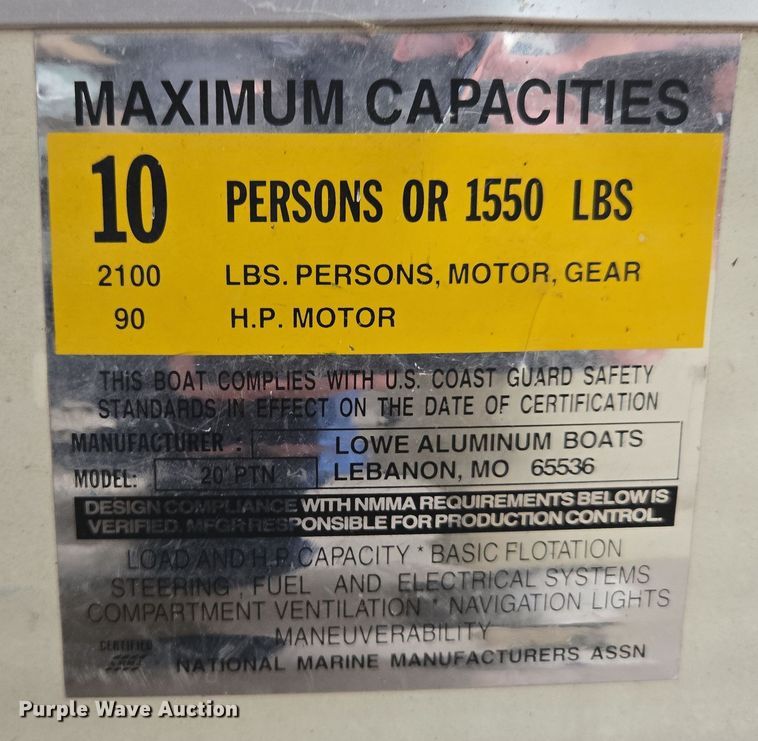 MAXIMUM CAPACITIES
10 PERSONS OR 1550 LBS
2100 LBS. PERSONS, MOTOR, GEAR
90 H.P. MOTOR
THIS BOAT COMPLIES WITH U.S. COAST GUARD SAFETY
STANDARDS IN EFFECT ON THE DATE OF CERTIFICATION
MANUFACTURER : LOWE ALUMINUM BOATS
MODEL: 20' PTN LEBANON, MO 65536
DESIGN COMPLIANCE WITH NMMA REQUIREMENTS BELOW IS
VERIFIED. MFGR RESPONSIBLE FOR PRODUCTION CONTROL.
LOAD AND H.P. CAPACITY * BASIC FLOTATION
STEERING, FUEL AND ELECTRICAL SYSTEMS
COMPARTMENT VENTILATION * NAVIGATION LIGHTS
MANEUVERABILITY
CERTIFIED
NATIONAL MARINE MANUFACTURERS ASSN
Purple Wave Auction